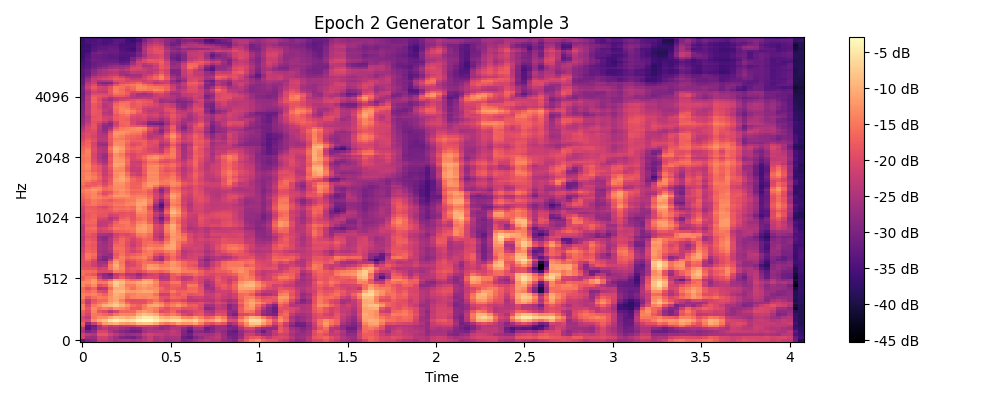 Epoch 2 Generator 1 Sample 3
Hz
4096
2048
1024
512
0
0 0.5 1 1.5 2 2.5 3 3.5 4
Time
-5 dB
-10 dB
-15 dB
-20 dB
-25 dB
-30 dB
-35 dB
-40 dB
-45 dB